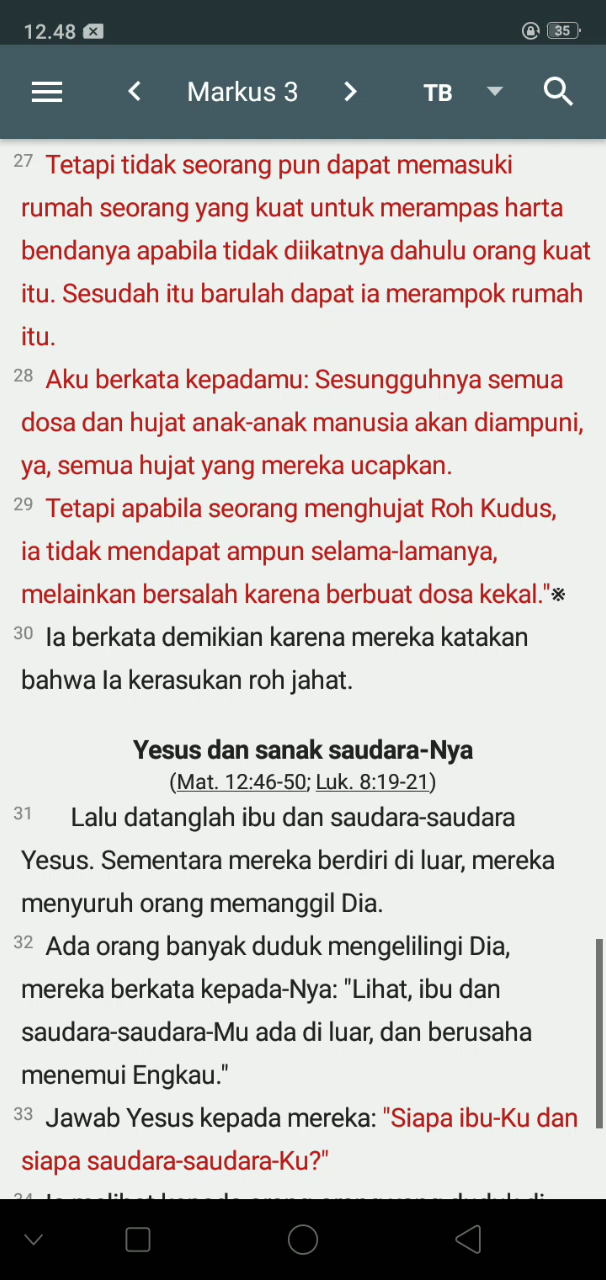 12.48
35
Markus 3
TB
27 Tetapi tidak seorang pun dapat memasuki
rumah seorang yang kuat untuk merampas harta
bendanya apabila tidak diikatnya dahulu orang kuat
itu. Sesudah itu barulah dapat ia merampok rumah
itu.
28 Aku berkata kepadamu: Sesungguhnya semua
dosa dan hujat anak-anak manusia akan diampuni,
ya, semua hujat yang mereka ucapkan.
29 Tetapi apabila seorang menghujat Roh Kudus,
ia tidak mendapat ampun selama-lamanya,
melainkan bersalah karena berbuat dosa kekal."※
30 Ia berkata demikian karena mereka katakan
bahwa Ia kerasukan roh jahat.
Yesus dan sanak saudara-Nya
(Mat. 12:46-50; Luk. 8:19-21)
31 Lalu datanglah ibu dan saudara-saudara
Yesus. Sementara mereka berdiri di luar, mereka
menyuruh orang memanggil Dia.
32 Ada orang banyak duduk mengelilingi Dia,
mereka berkata kepada-Nya: "Lihat, ibu dan
saudara-saudara-Mu ada di luar, dan berusaha
menemui Engkau."
33 Jawab Yesus kepada mereka: "Siapa ibu-Ku dan
siapa saudara-saudara-Ku?"